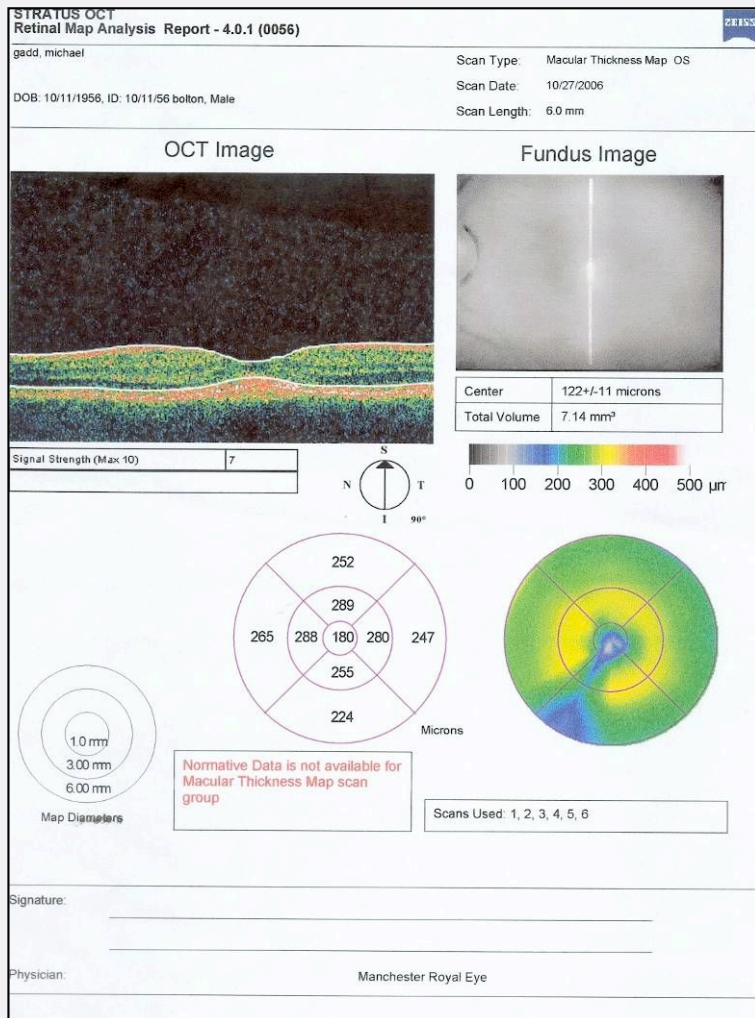 STRATUS OCT
Retinal Map Analysis Report - 4.0.1 (0056)
ZEISS
gadd, michael
DOB: 10/11/1956, ID: 10/11/56 bolton, Male
Scan Type: Macular Thickness Map OS
Scan Date: 10/27/2006
Scan Length: 6.0 mm
OCT Image
Fundus Image
Center 122+/-11 microns
Total Volume 7.14 mm³
Signal Strength (Max 10) 7
S
N T
I 90°
0 100 200 300 400 500 µm
252
289
265 288 180 280 247
255
224
Microns
1.0 mm
3.00 mm
6.00 mm
Map Diameters
Normative Data is not available for
Macular Thickness Map scan
group
Scans Used: 1, 2, 3, 4, 5, 6
Signature:
Physician: Manchester Royal Eye